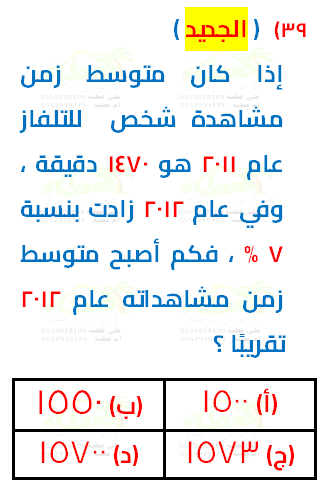 (٣٩) (الجديد)
إذا كان متوسط زمن
مشاهدة شخص للتلفاز
عام ٢٠١١ هو ١٤٧٠ دقيقة ،
وفي عام ٢٠١٢ زادت بنسبة
٧ % ، فكم أصبح متوسط
زمن مشاهداته عام ٢٠١٢
تقريبًا ؟
(أ) ١٥٠٠ (ب) ١٥٥٠
(ج) ١٥٧٣ (د) ١٥٧٠٠